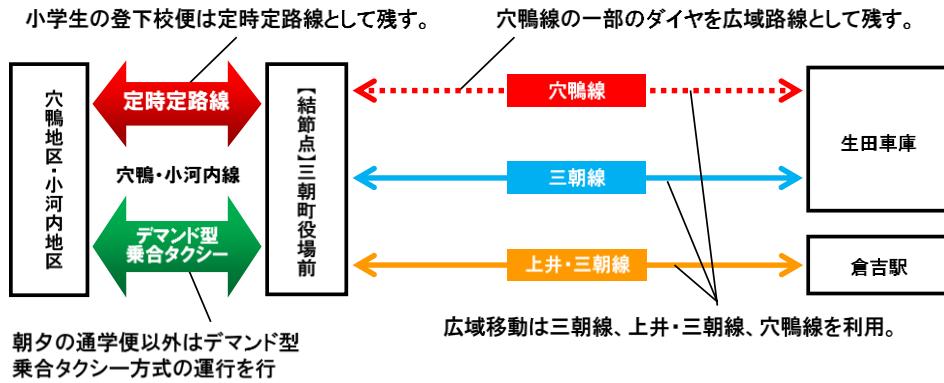 小学生の登下校便は定時定路線として残す。
穴鴨線の一部のダイヤを広域路線として残す。
穴鴨地区・小河内地区
定時定路線
穴鴨・小河内線
デマンド型
乗合タクシー
【結節点】三朝町役場前
穴鴨線
三朝線
上井・三朝線
生田車庫
倉吉駅
広域移動は三朝線、上井・三朝線、穴鴨線を利用。
朝夕の通学便以外はデマンド型
乗合タクシー方式の運行を行